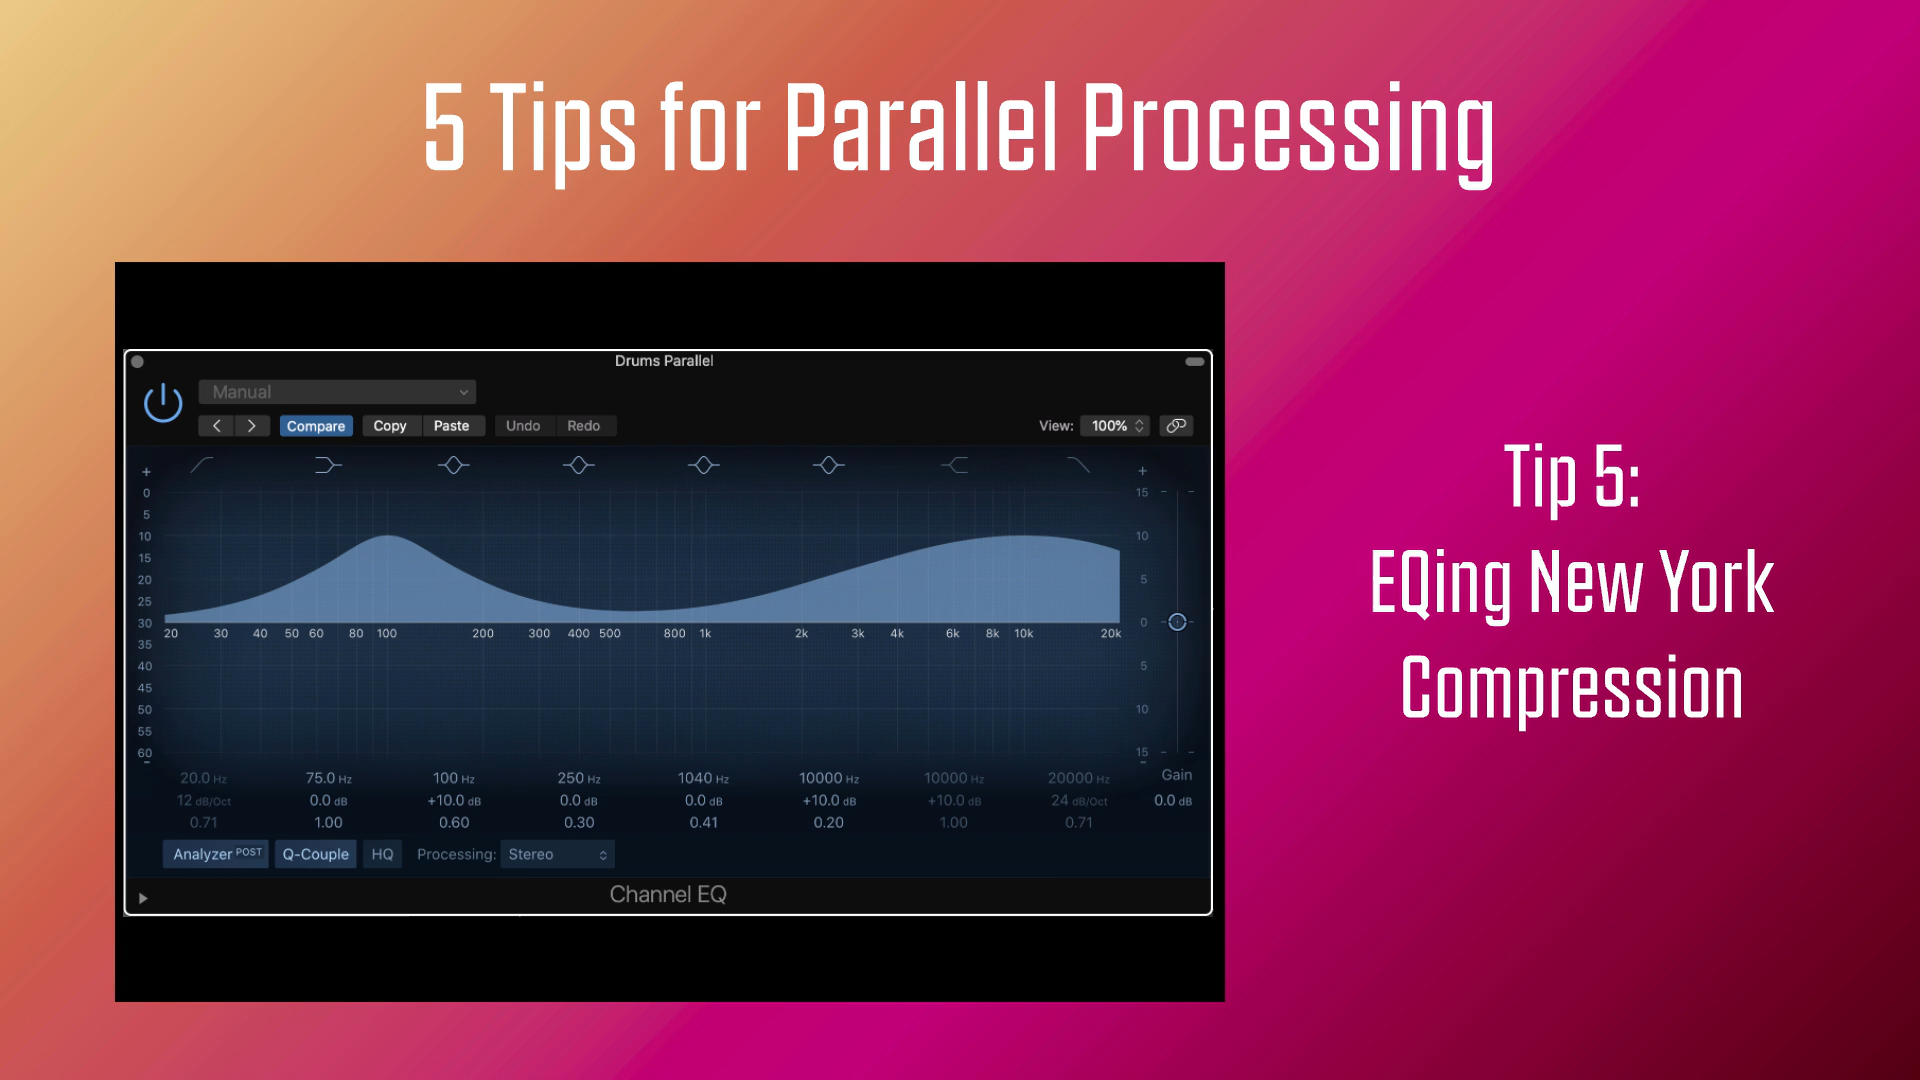 5 Tips for Parallel Processing
Drums Parallel
Manual
Compare Copy Paste Undo Redo View: 100%
+ +
0 15
5
10 10
15
20 5
25
30 0
20 30 40 50 60 80 100 200 300 400 500 800 1k 2k 3k 4k 6k 8k 10k 20k
35
40 5
45
50 10
55
60 15
- -
20.0 Hz 75.0 Hz 100 Hz 250 Hz 1040 Hz 10000 Hz 10000 Hz 20000 Hz Gain
12 dB/Oct 0.0 dB +10.0 dB 0.0 dB 0.0 dB +10.0 dB +10.0 dB 24 dB/Oct 0.0 dB
0.71 1.00 0.60 0.30 0.41 0.20 1.00 0.71
Analyzer POST Q-Couple HQ Processing: Stereo
Channel EQ
Tip 5:
EQing New York
Compression